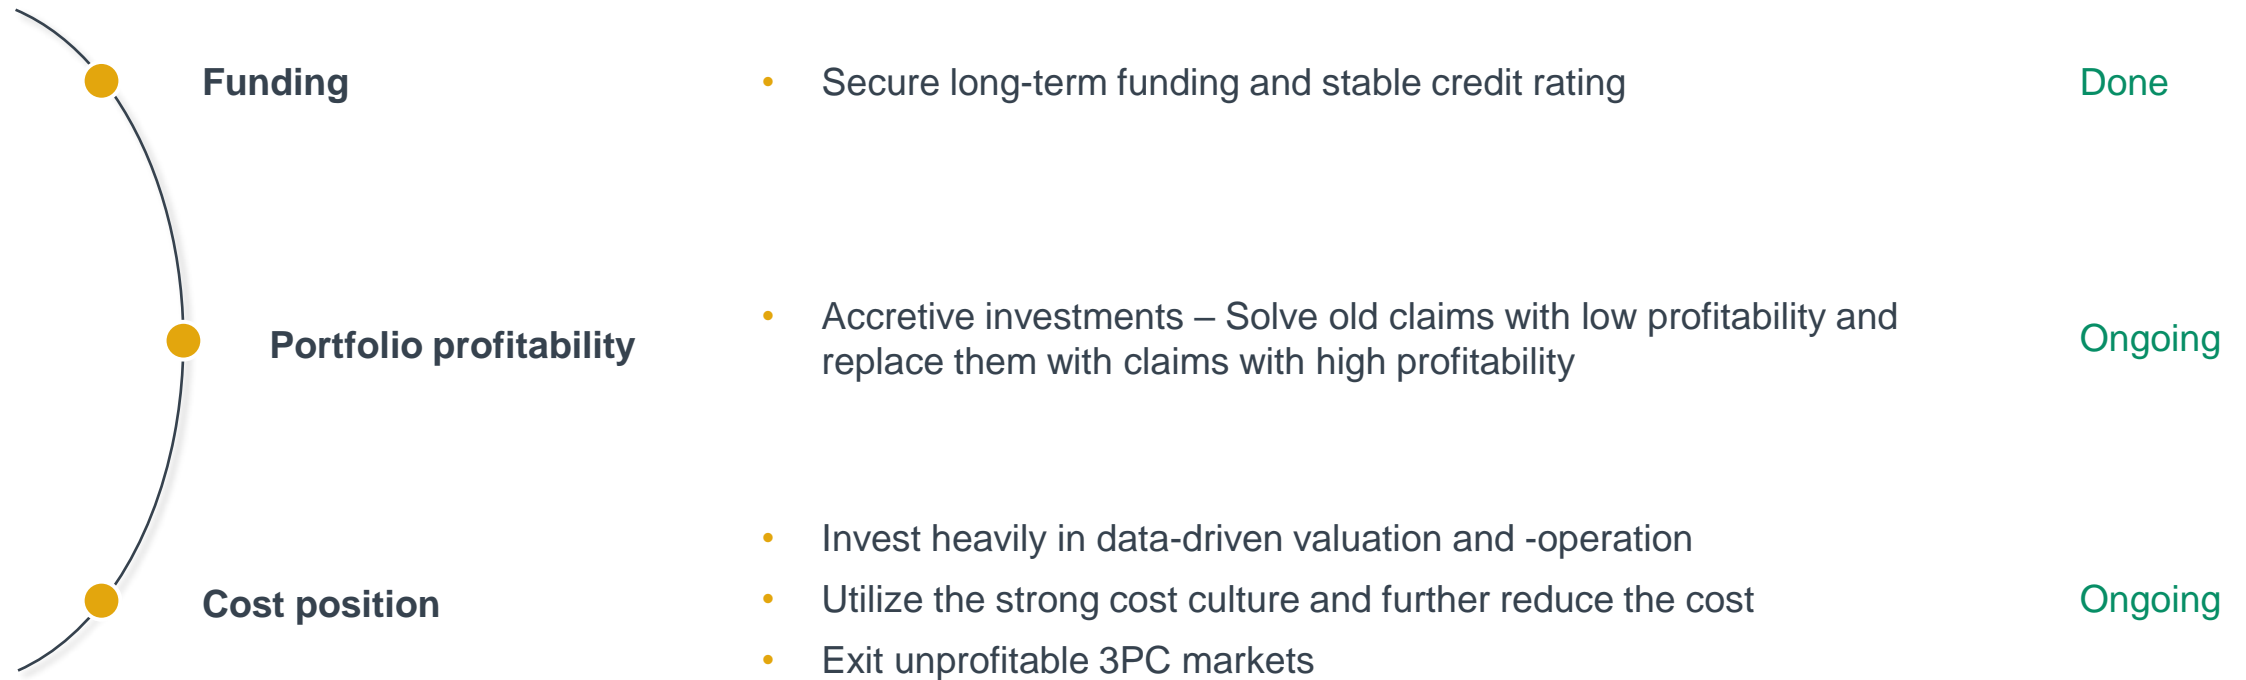 Funding
• Secure long-term funding and stable credit rating
Done
Portfolio profitability
• Accretive investments – Solve old claims with low profitability and
replace them with claims with high profitability
Ongoing
Cost position
• Invest heavily in data-driven valuation and -operation
• Utilize the strong cost culture and further reduce the cost
• Exit unprofitable 3PC markets
Ongoing